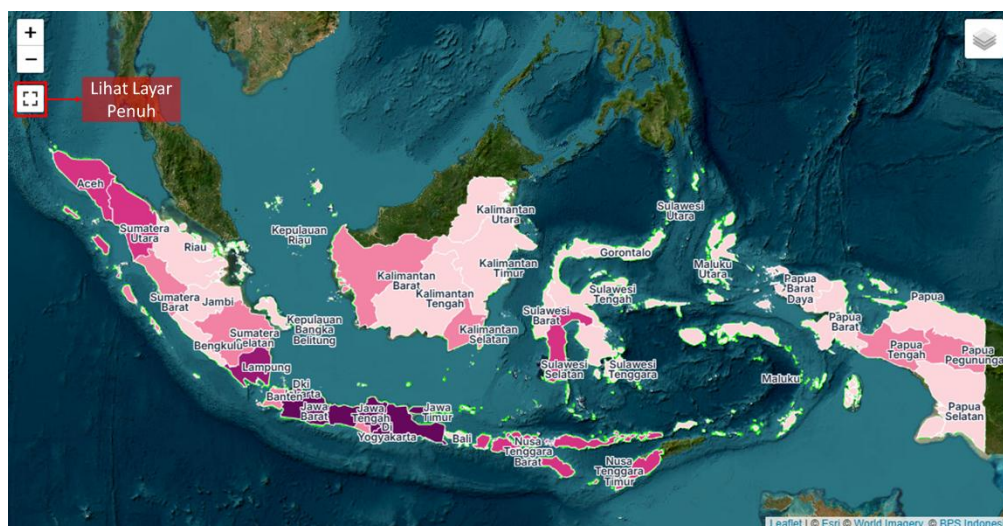 +
−
Lihat Layar
Penuh
Aceh
Sumatera
Utara
Riau
Kepulauan
Riau
Sumatera
Barat
Jambi
Kepulauan
Bangka
Belitung
Sumatera
Selatan
Bengkulu
Lampung
Dki
Banten
Jawa
Barat
Jawa
Tengah
Jawa
Timur
Yogyakarta
Bali
Nusa
Tenggara
Barat
Nusa
Tenggara
Timur
Kalimantan
Utara
Kalimantan
Timur
Kalimantan
Barat
Kalimantan
Tengah
Kalimantan
Selatan
Sulawesi
Utara
Gorontalo
Sulawesi
Tengah
Sulawesi
Barat
Sulawesi
Selatan
Sulawesi
Tenggara
Maluku
Utara
Maluku
Papua
Barat
Daya
Papua
Barat
Papua
Papua
Tengah
Papua
Pegununga
Papua
Selatan
Leaflet | © Esri © World Imagery, © BPS Indones